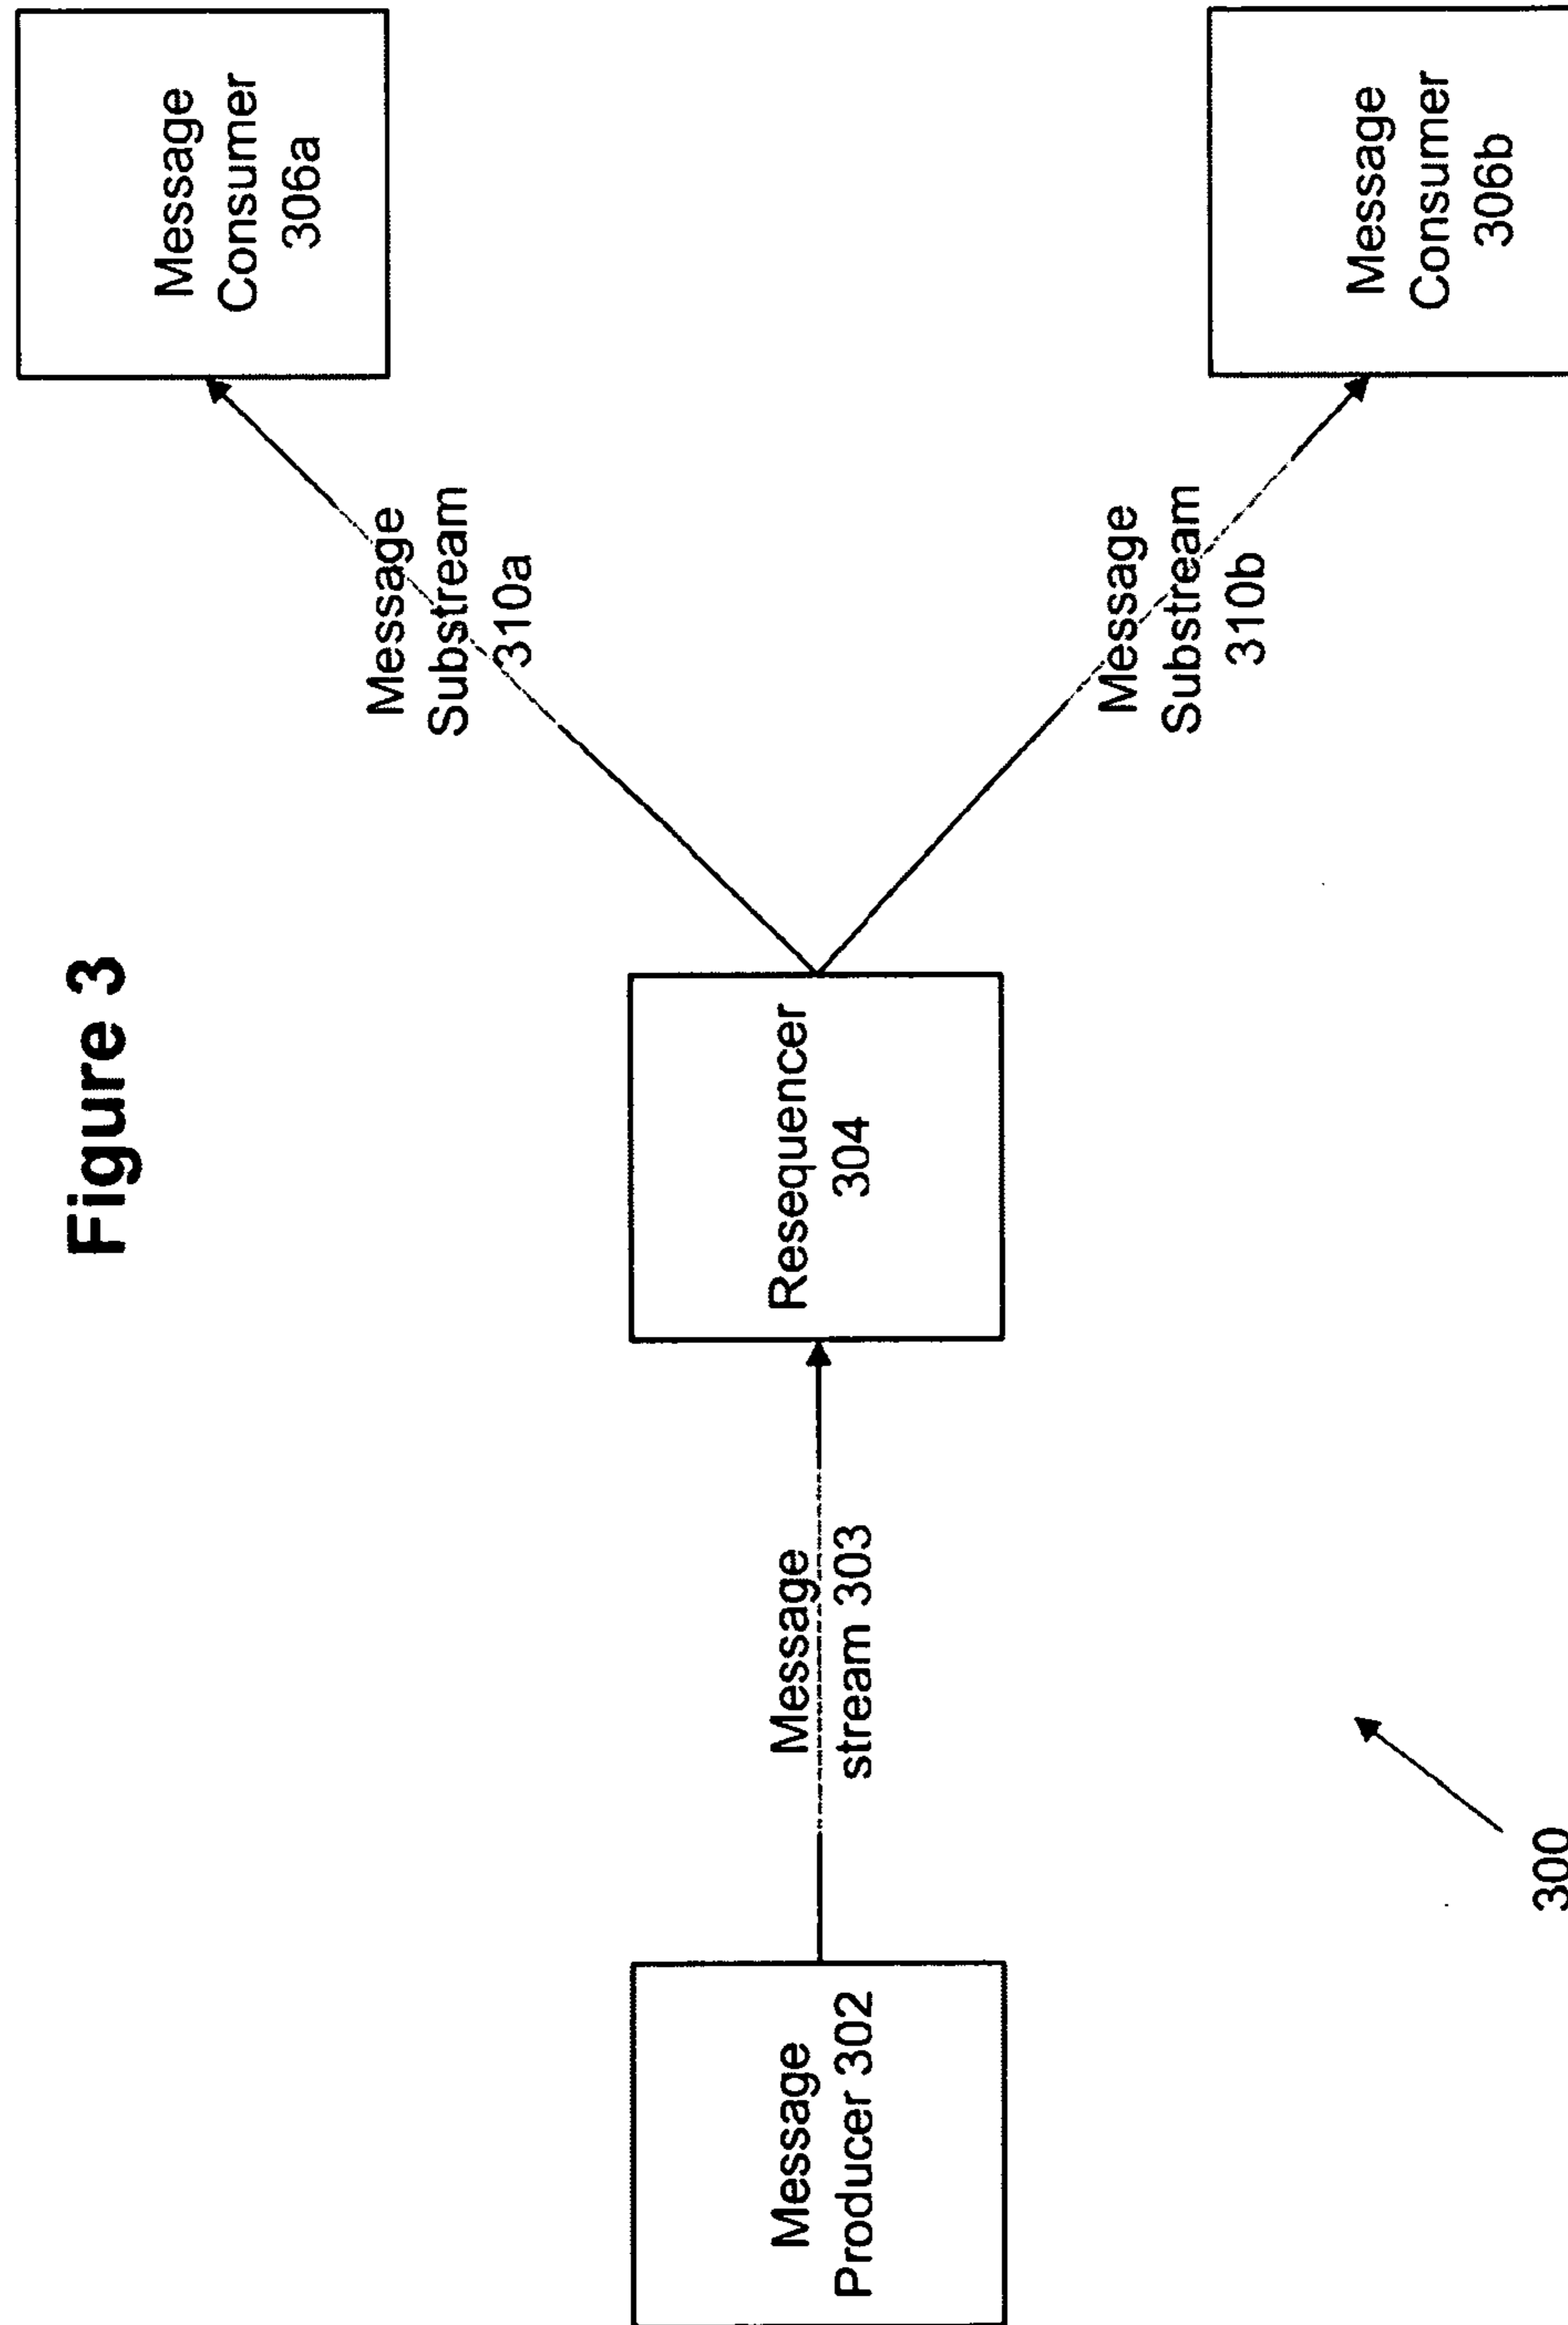 Figure 3
Message
Producer 302
Message
stream 303
Resequencer
304
Message
Substream
310a
Message
Consumer
306a
Message
Substream
310b
Message
Consumer
306b
300